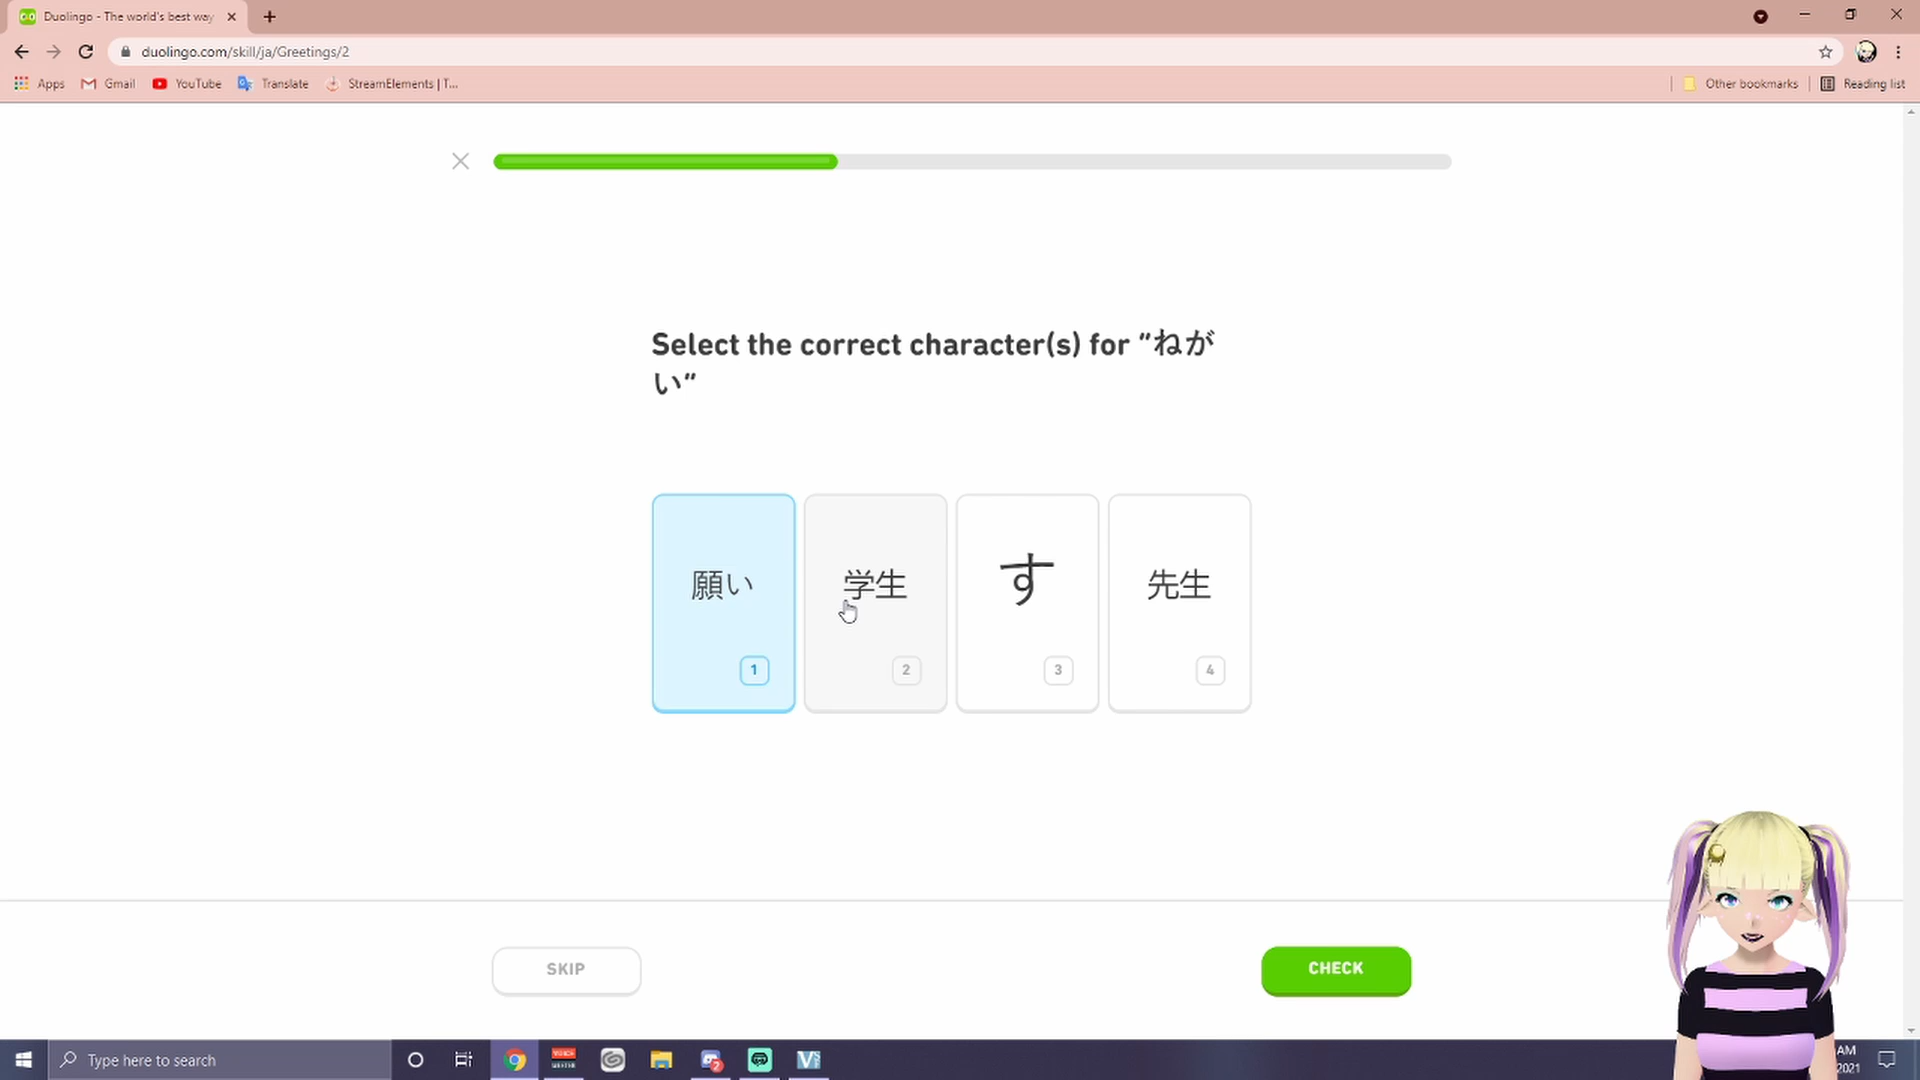 Duolingo - The world's best way
duolingo.com/skill/ja/Greetings/2
Apps Gmail YouTube Translate StreamElements | T... Other bookmarks Reading list
Select the correct character(s) for "ねが
い"
願い 学生 す 先生
1 2 3 4
SKIP CHECK
Type here to search
AM
2021